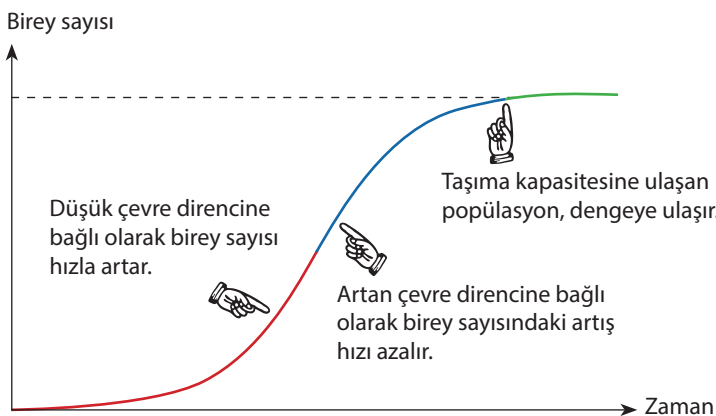 Birey sayısı
Düşük çevre direncine
bağlı olarak birey sayısı
hızla artar.
Taşıma kapasitesine ulaşan
popülasyon, dengeye ulaşır.
Artan çevre direncine bağlı
olarak birey sayısındaki artış
hızı azalır.
Zaman